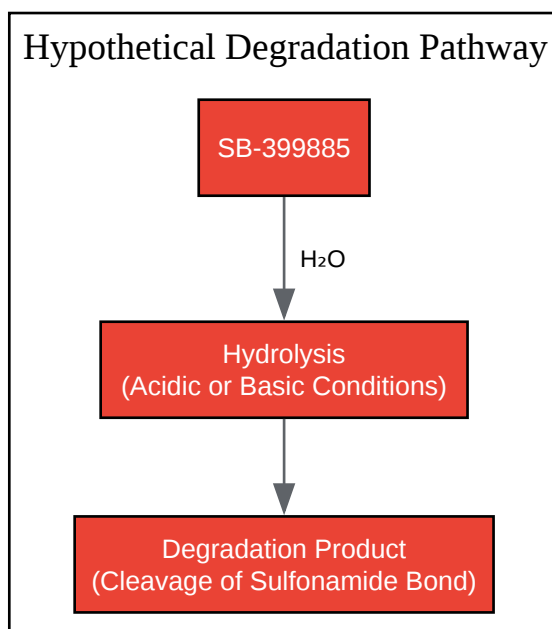 Hypothetical Degradation Pathway
SB-399885
H₂O
Hydrolysis
(Acidic or Basic Conditions)
Degradation Product
(Cleavage of Sulfonamide Bond)